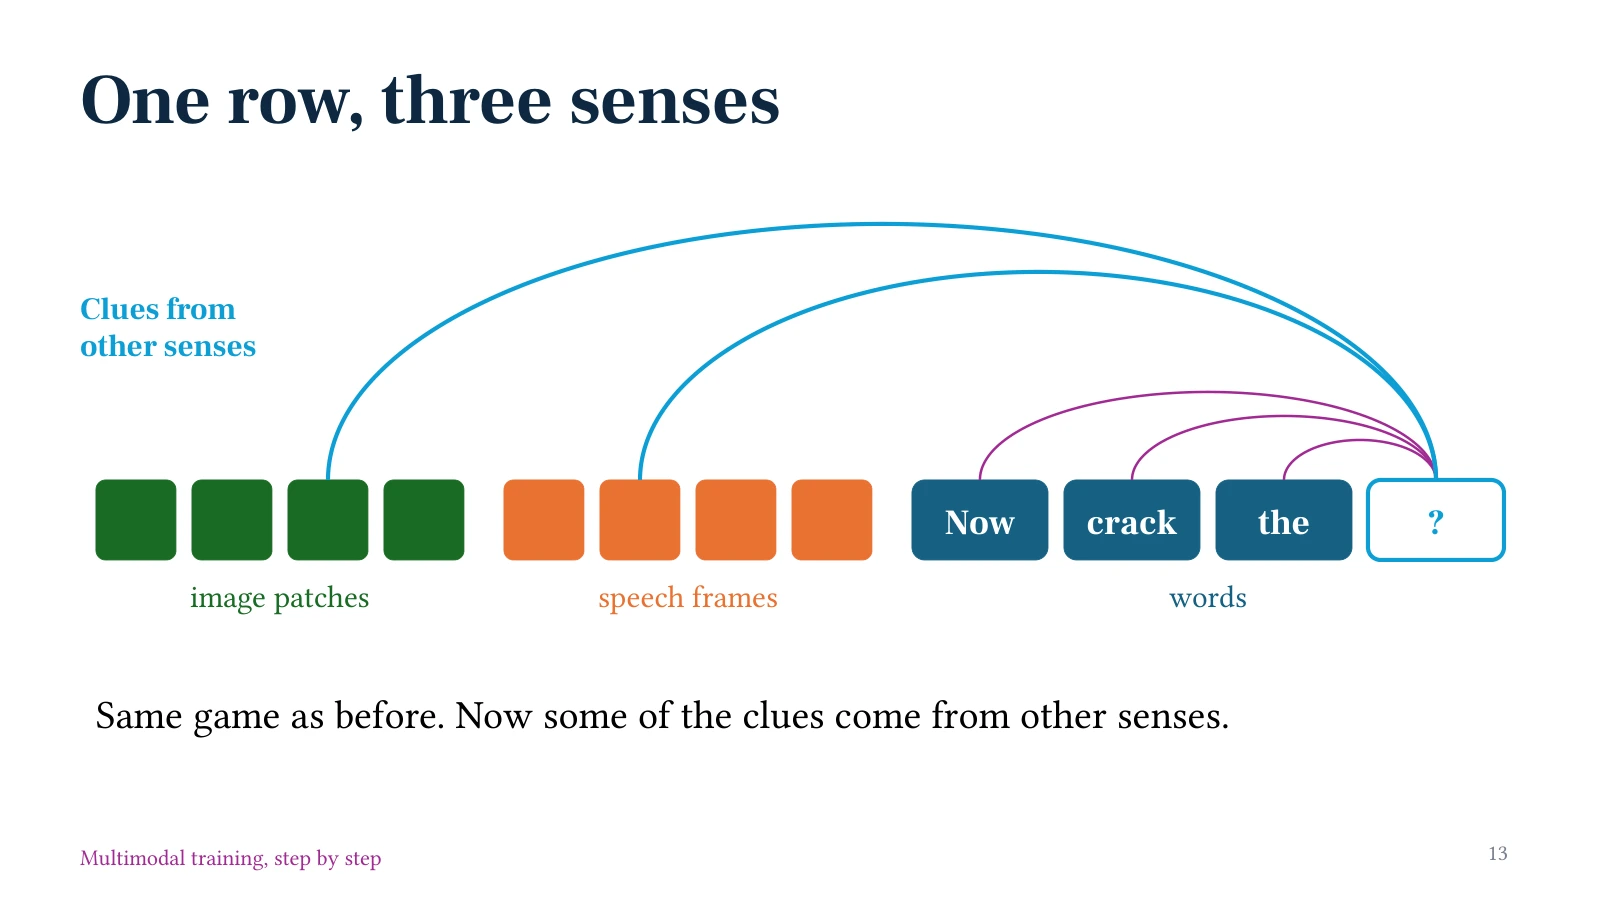 One row, three senses
Clues from
other senses
Now crack the ?
image patches speech frames words
Same game as before. Now some of the clues come from other senses.
Multimodal training, step by step
13